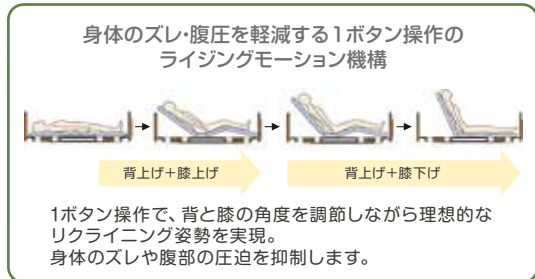 身体のズレ・腹圧を軽減する1ボタン操作の
ライジングモーション機構
背上げ+膝上げ
背上げ+膝下げ
1ボタン操作で、背と膝の角度を調節しながら理想的な
リクライニング姿勢を実現。
身体のズレや腹部の圧迫を抑制します。